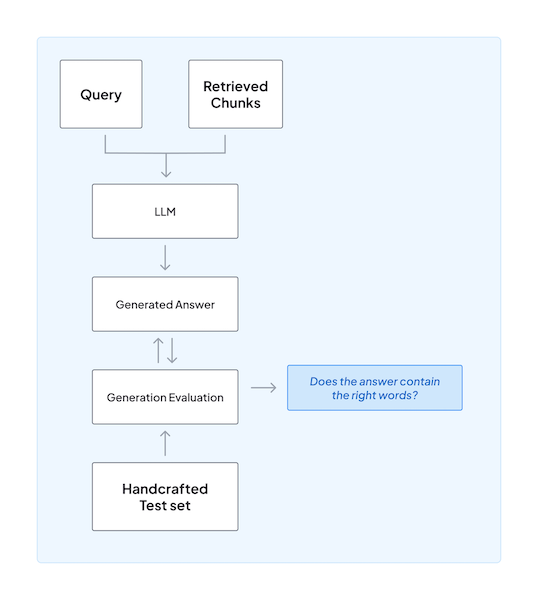 Query
Retrieved
Chunks
LLM
Generated Answer
Generation Evaluation
Does the answer contain
the right words?
Handcrafted
Test set